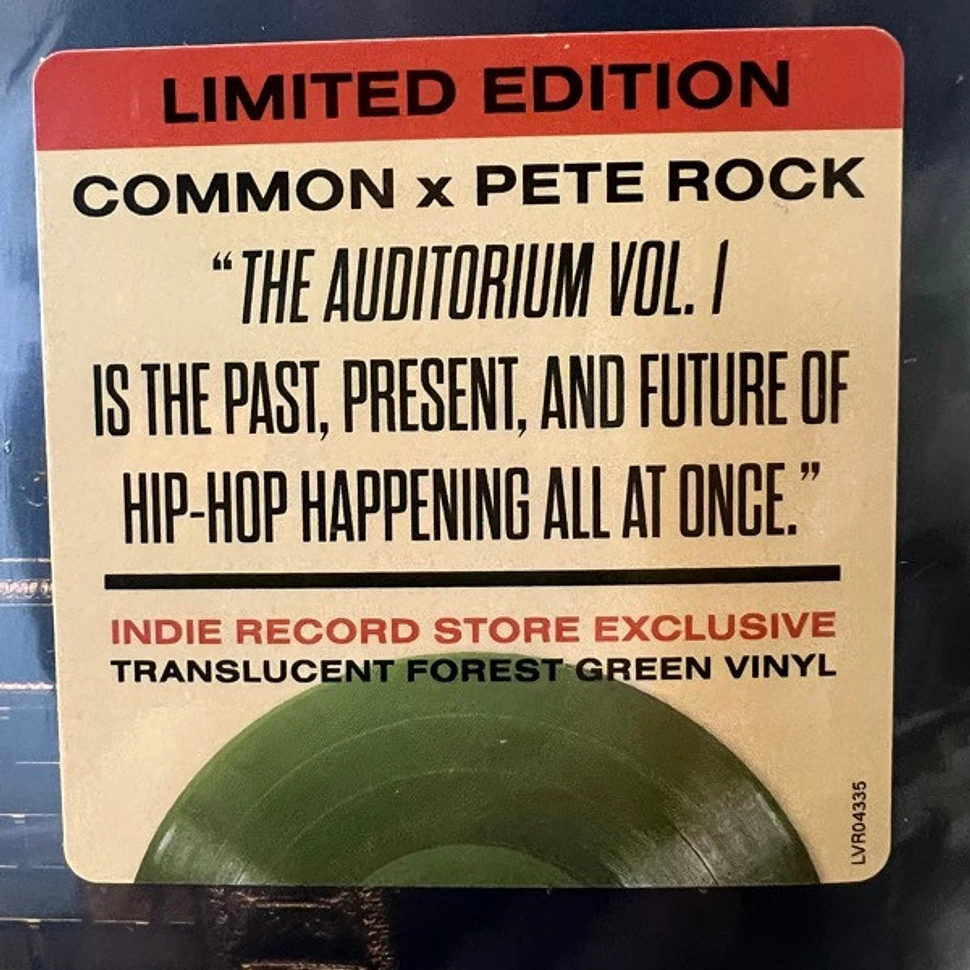 LIMITED EDITION
COMMON x PETE ROCK
“THE AUDITORIUM VOL. 1
IS THE PAST, PRESENT, AND FUTURE OF
HIP-HOP HAPPENING ALL AT ONCE.”
INDIE RECORD STORE EXCLUSIVE
TRANSLUCENT FOREST GREEN VINYL
LVR04335